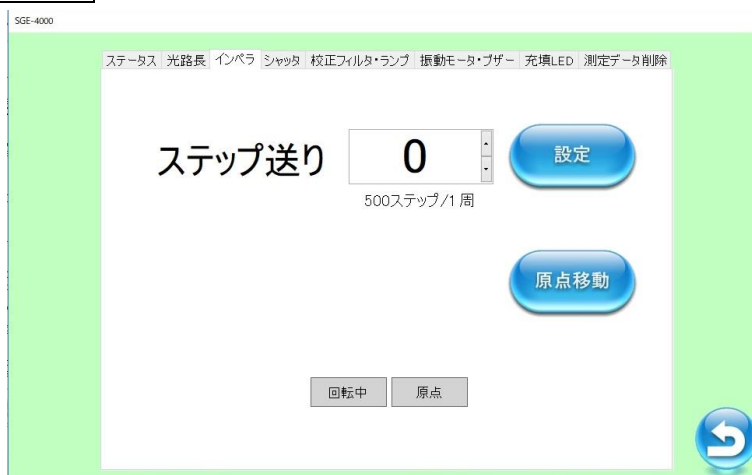 SGE-4000
ステータス 光路長 インペラ シャッタ 校正フィルタ・ランプ 振動モータ・ブザー 充填LED 測定データ削除
ステップ送り 0 設定
500ステップ/1 周
原点移動
回転中 原点